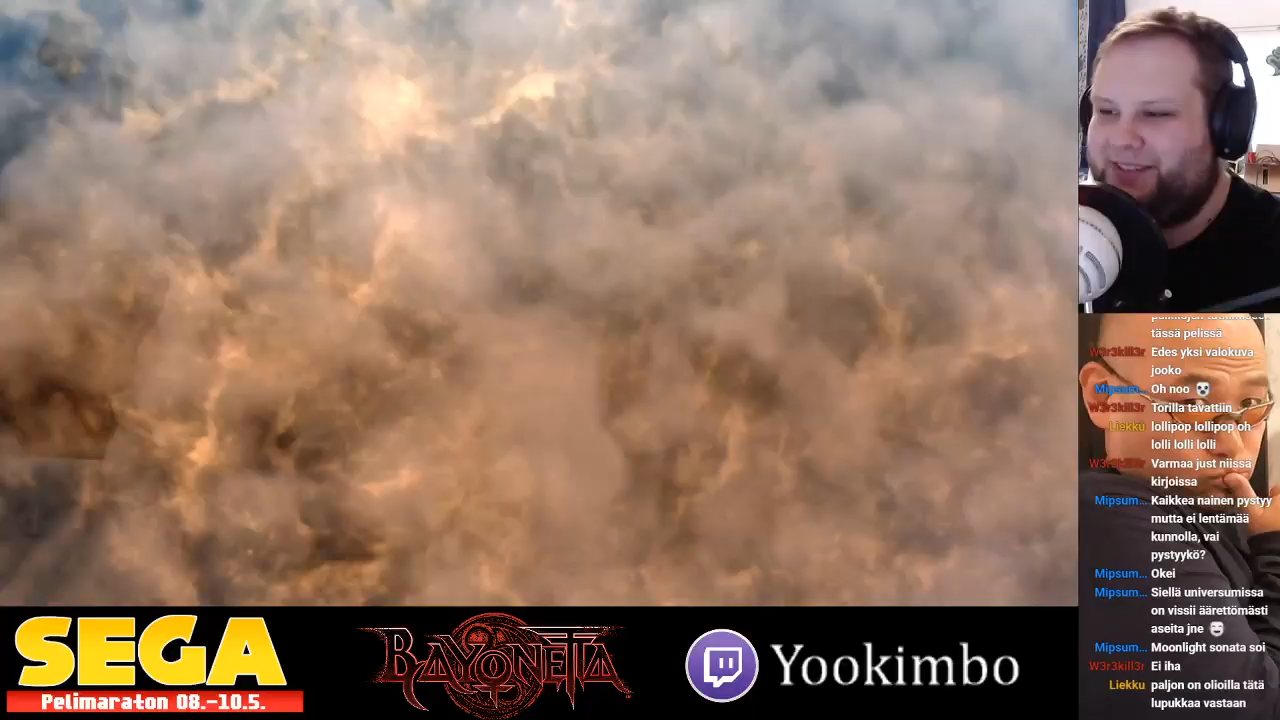 tässä pelissä
W3r3kill3r Edes yksi valokuva
jooko
Mipsum... Oh noo
W3r3kill3r Torilla tavattiin
Liekku lollipop lollipop oh
lolli lolli lolli
W3r3kill3r Varmaa just niissä
kirjoissa
Mipsum... Kaikkea nainen pystyy
mutta ei lentämää
kunnolla, vai
pystyykö?
Mipsum... Okei
Mipsum... Siellä universumissa
on vissii äärettömästi
aseita jne
Mipsum... Moonlight sonata soi
W3r3kill3r Ei iha
Liekku paljon on olioilla tätä
lupukkaa vastaan
SEGA
Pelimaraton 08.-10.5.
BAYONETTA
Yookimbo